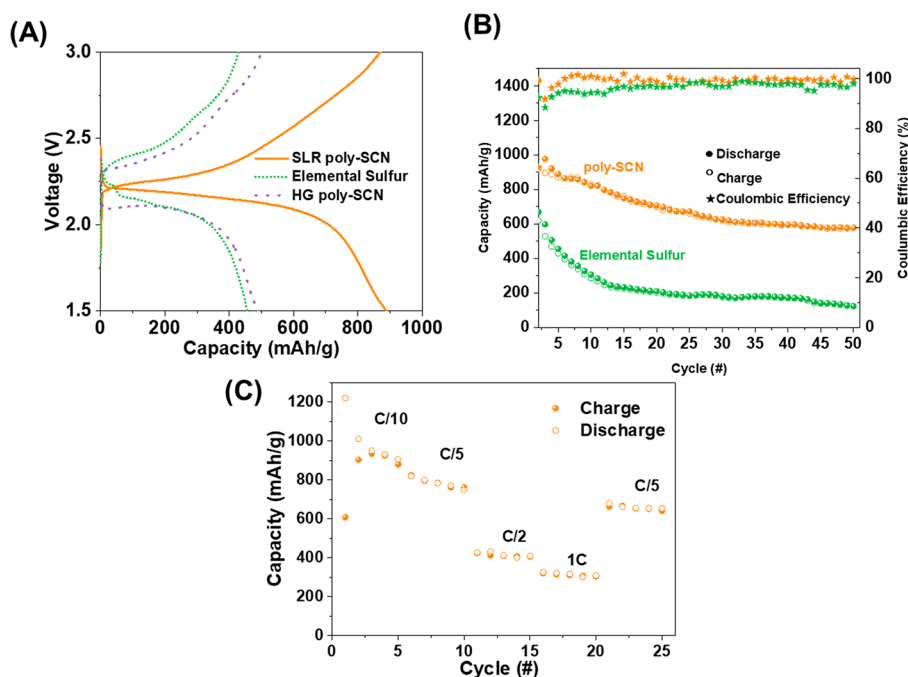 (A)
3.0
2.5
2.0
1.5
Voltage (V)
SLR poly-SCN
Elemental Sulfur
HG poly-SCN
0 200 400 600 800 1000
Capacity (mAh/g)
(B)
1400
1200
1000
800
600
400
200
0
Capacity (mAh/g)
poly-SCN
Elemental Sulfur
Discharge
Charge
Coulombic Efficiency
100
80
60
40
20
0
Coulumbic Efficiency (%)
5 10 15 20 25 30 35 40 45 50
Cycle (#)
(C)
1200
1000
800
600
400
200
0
Capacity (mAh/g)
C/10
C/5
C/2
1C
C/5
Charge
Discharge
0 5 10 15 20 25
Cycle (#)